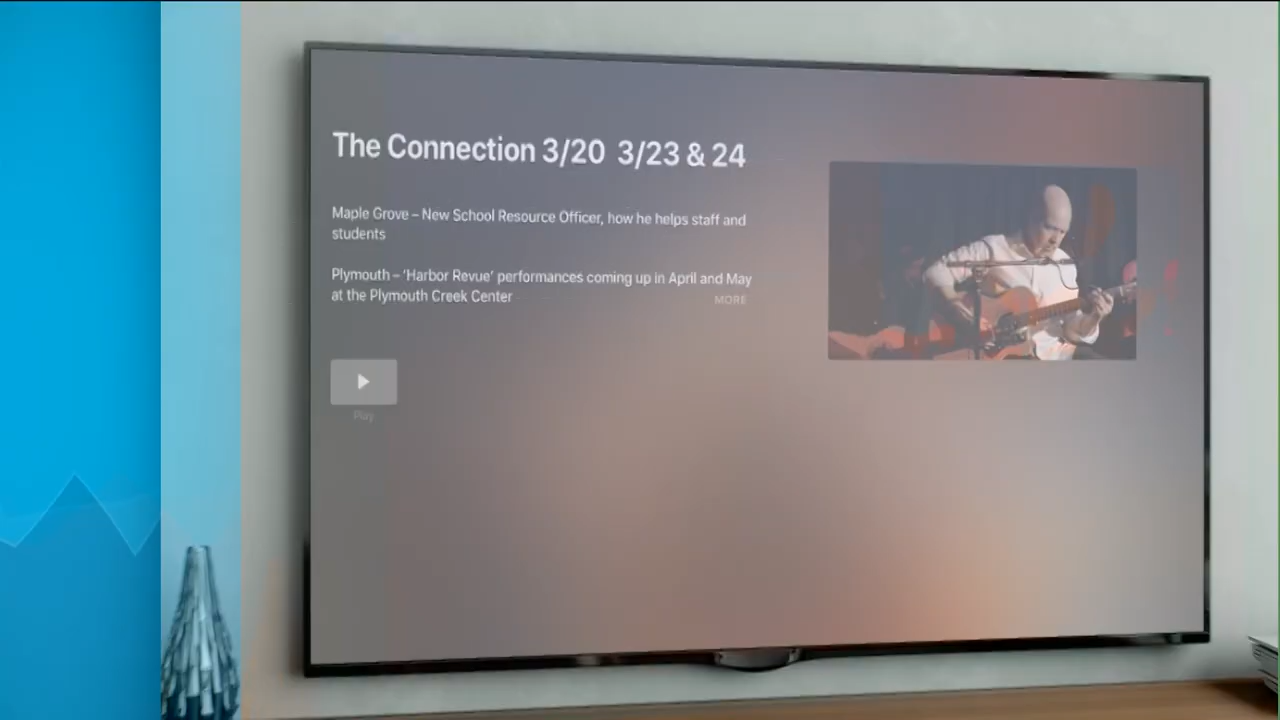 The Connection 3/20 3/23 & 24
Maple Grove – New School Resource Officer, how he helps staff and
students
Plymouth – 'Harbor Revue' performances coming up in April and May
at the Plymouth Creek Center
MORE
Play